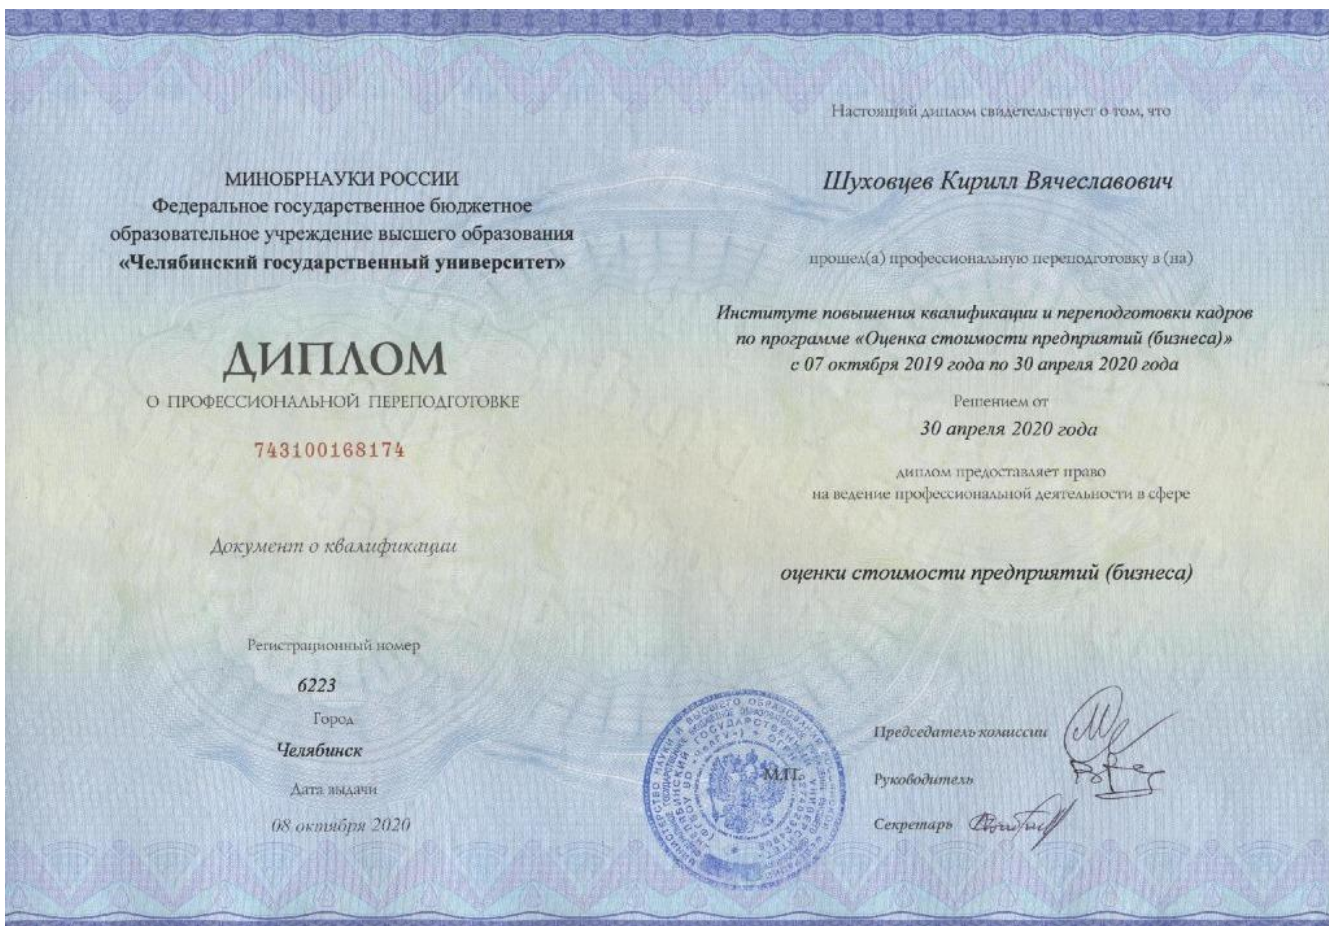 МИНОБРНАУКИ РОССИИ
Федеральное государственное бюджетное
образовательное учреждение высшего образования
«Челябинский государственный университет»
ДИПЛОМ
О ПРОФЕССИОНАЛЬНОЙ ПЕРЕПОДГОТОВКЕ
743100168174
Документ о квалификации
Регистрационный номер
6223
Город
Челябинск
Дата выдачи
08 октября 2020
Настоящий диплом свидетельствует о том, что
Шуховцев Кирилл Вячеславович
прошел(а) профессиональную переподготовку в (на)
Институте повышения квалификации и переподготовки кадров
по программе «Оценка стоимости предприятий (бизнеса)»
с 07 октября 2019 года по 30 апреля 2020 года
Решением от
30 апреля 2020 года
диплом предоставляет право
на ведение профессиональной деятельности в сфере
оценки стоимости предприятий (бизнеса)
М.П.
Председатель комиссии
Руководитель
Секретарь